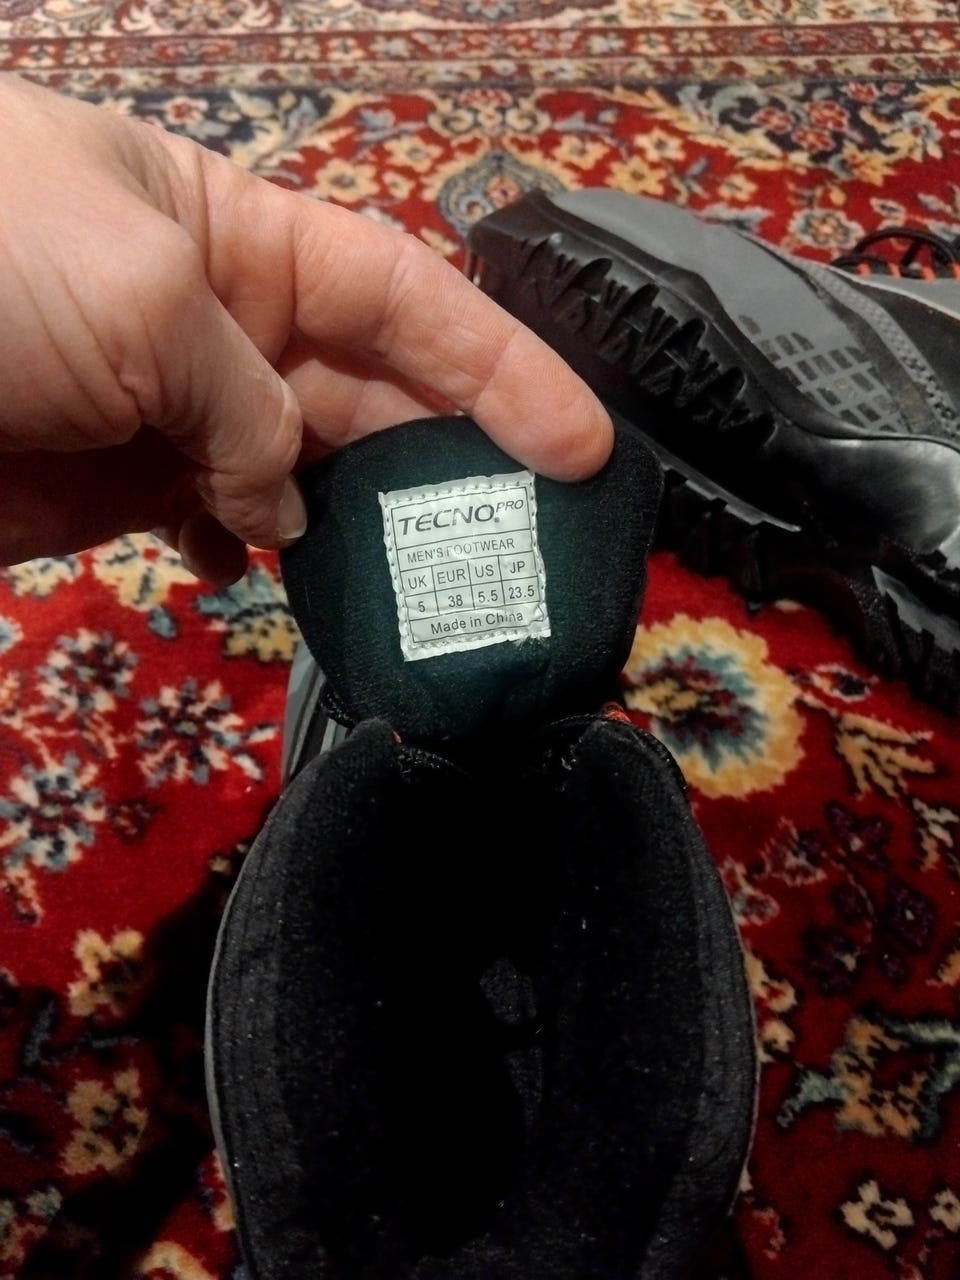 TECNO PRO
MEN'S FOOTWEAR
UK EUR US JP
5 38 5.5 23.5
Made in China